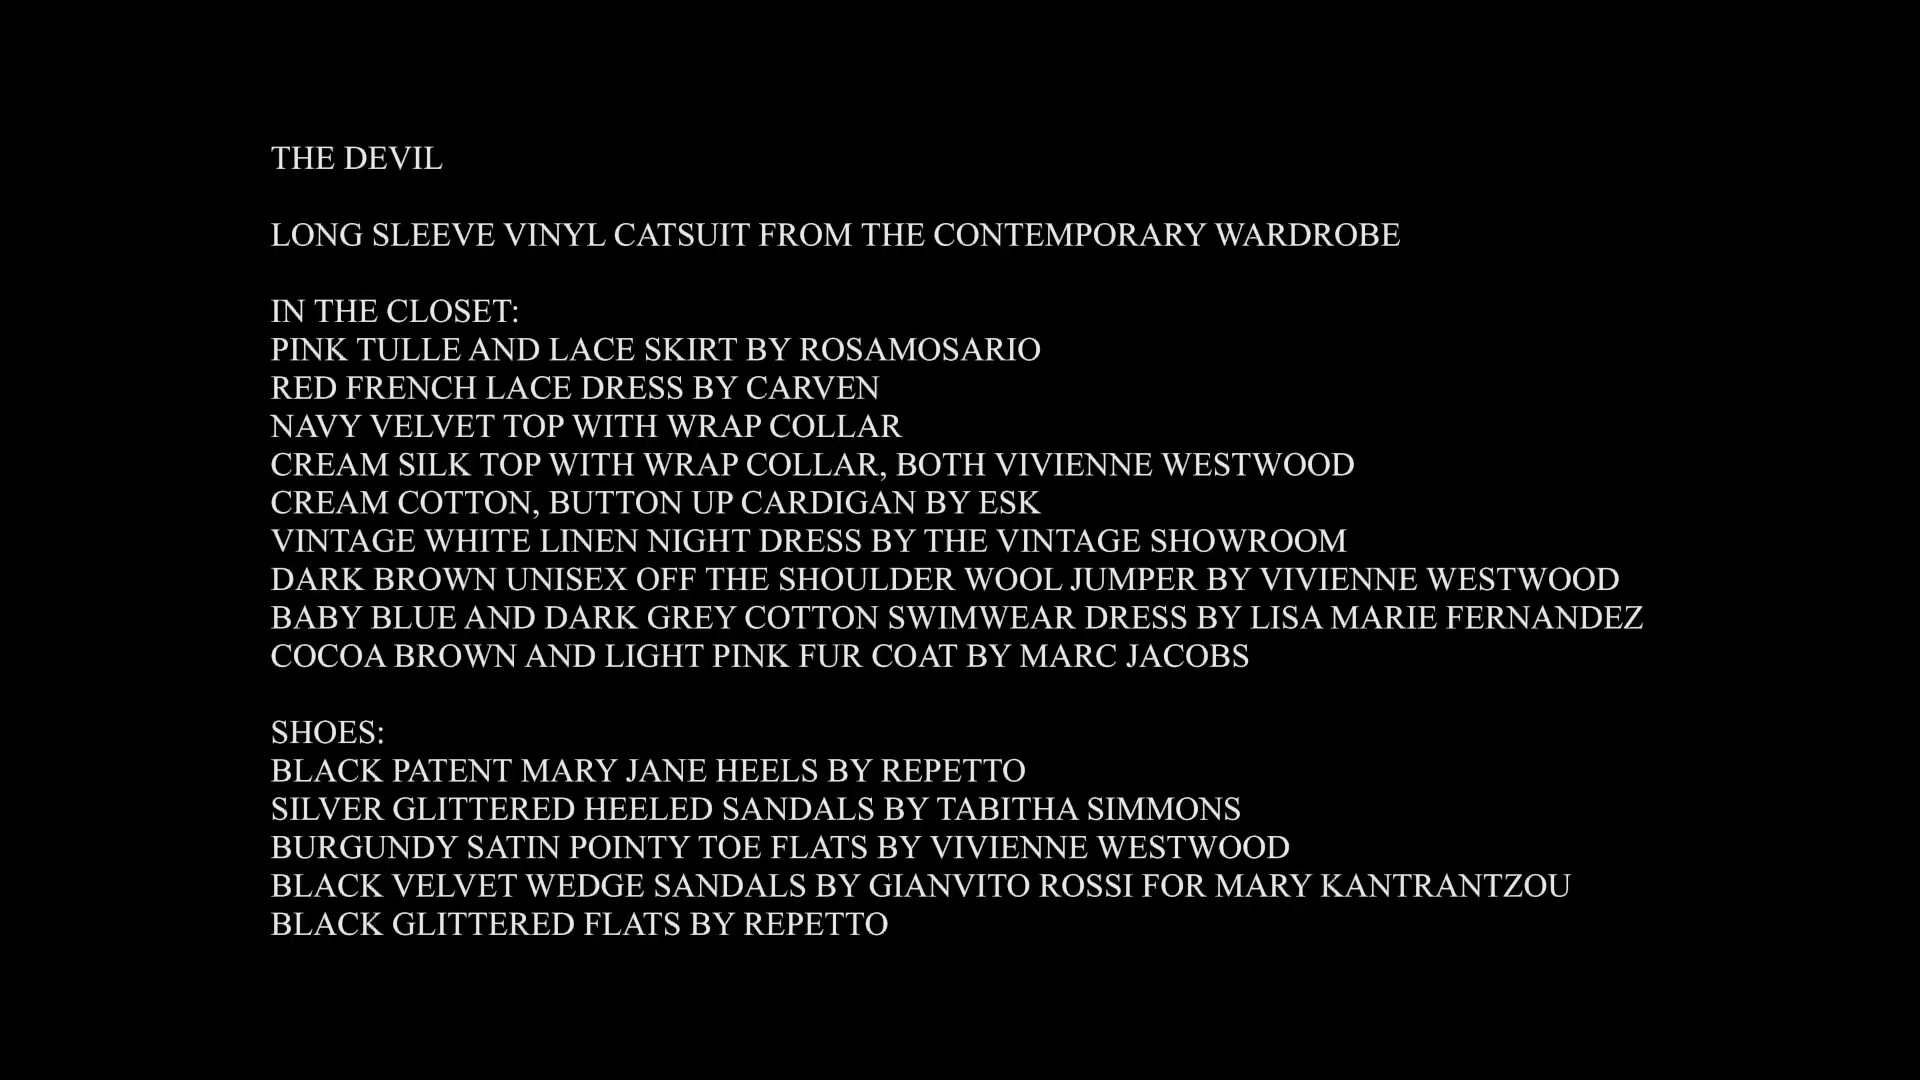 THE DEVIL
LONG SLEEVE VINYL CATSUIT FROM THE CONTEMPORARY WARDROBE
IN THE CLOSET:
PINK TULLE AND LACE SKIRT BY ROSAMOSARIO
RED FRENCH LACE DRESS BY CARVEN
NAVY VELVET TOP WITH WRAP COLLAR
CREAM SILK TOP WITH WRAP COLLAR, BOTH VIVIENNE WESTWOOD
CREAM COTTON, BUTTON UP CARDIGAN BY ESK
VINTAGE WHITE LINEN NIGHT DRESS BY THE VINTAGE SHOWROOM
DARK BROWN UNISEX OFF THE SHOULDER WOOL JUMPER BY VIVIENNE WESTWOOD
BABY BLUE AND DARK GREY COTTON SWIMWEAR DRESS BY LISA MARIE FERNANDEZ
COCOA BROWN AND LIGHT PINK FUR COAT BY MARC JACOBS
SHOES:
BLACK PATENT MARY JANE HEELS BY REPETTO
SILVER GLITTERED HEELED SANDALS BY TABITHA SIMMONS
BURGUNDY SATIN POINTY TOE FLATS BY VIVIENNE WESTWOOD
BLACK VELVET WEDGE SANDALS BY GIANVITO ROSSI FOR MARY KANTRANTZOU
BLACK GLITTERED FLATS BY REPETTO